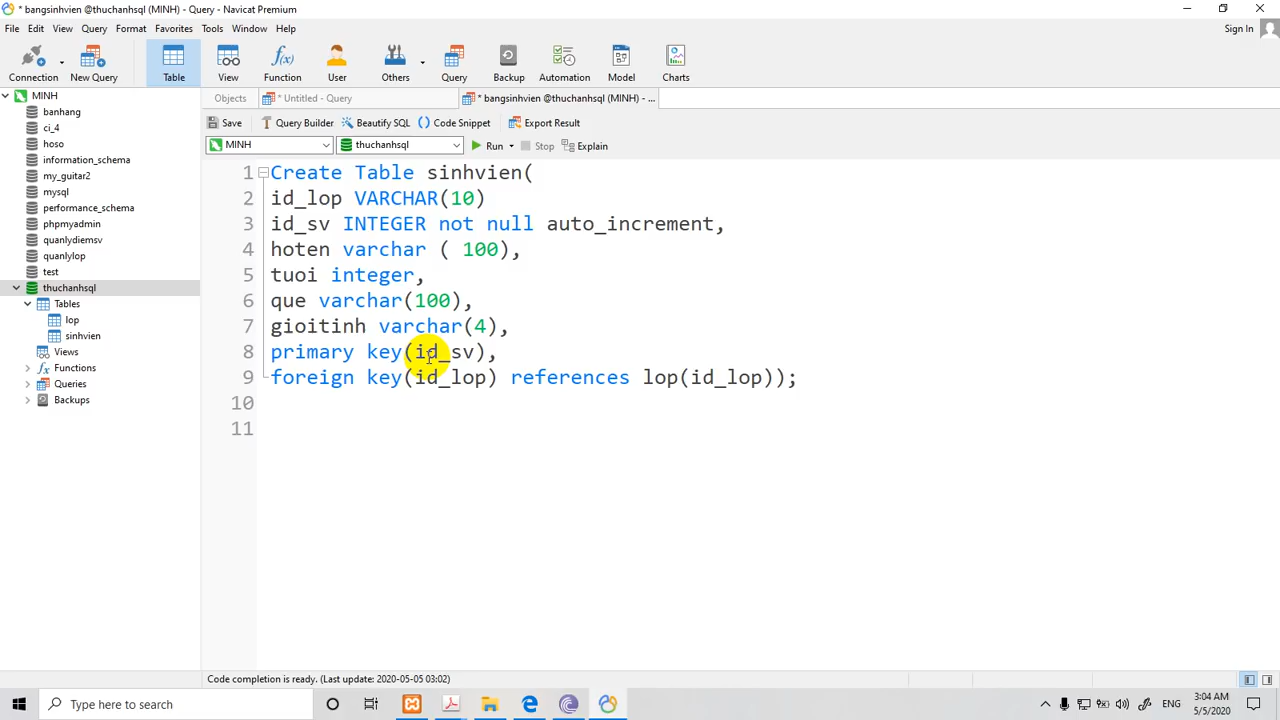 * bangsinhvien @thuchanhsql (MINH) - Query - Navicat Premium
File Edit View Query Format Favorites Tools Window Help
Sign In
Connection New Query Table View Function User Others Query Backup Automation Model Charts
Objects * Untitled - Query * bangsinhvien @thuchanhsql (MINH) - ...
Save Query Builder Beautify SQL () Code Snippet Export Result
MINH thuchanhsql Run Stop Explain
MINH
banhang
ci_4
hoso
information_schema
my_guitar2
mysql
performance_schema
phpmyadmin
quanlydiemsv
quanlylop
test
thuchanhsql
Tables
lop
sinhvien
Views
Functions
Queries
Backups
1 Create Table sinhvien(
2 id_lop VARCHAR(10)
3 id_sv INTEGER not null auto_increment,
4 hoten varchar ( 100),
5 tuoi integer,
6 que varchar(100),
7 gioitinh varchar(4),
8 primary key(id_sv),
9 foreign key(id_lop) references lop(id_lop));
10
11
Code completion is ready. (Last update: 2020-05-05 03:02)
Type here to search
ENG
3:04 AM
5/5/2020